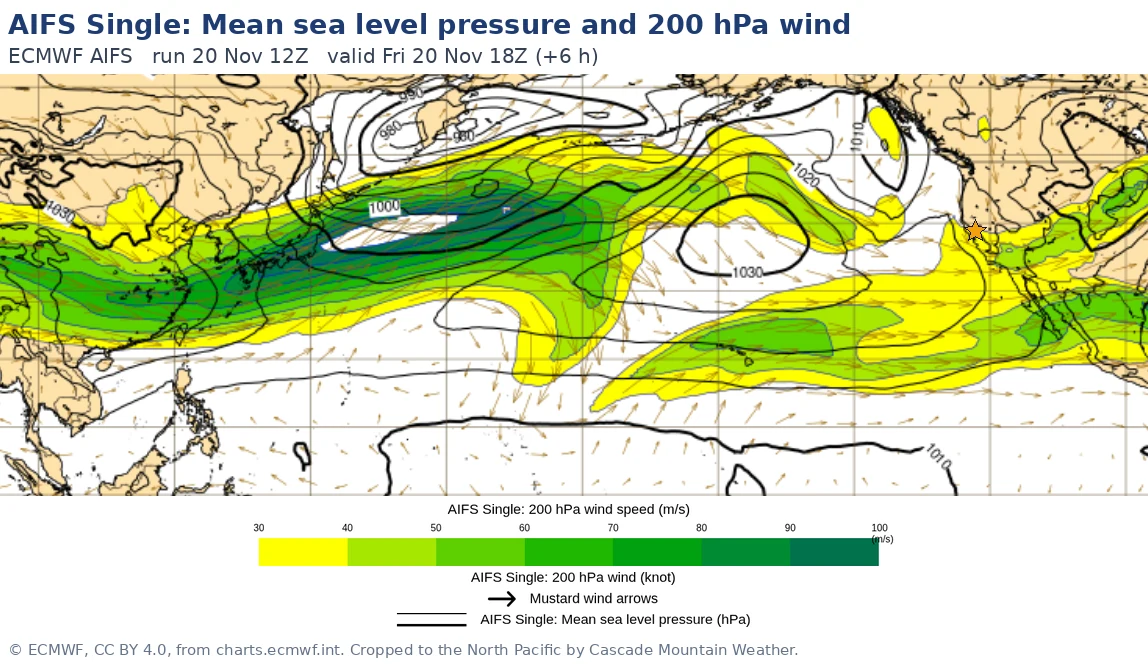 AIFS Single: Mean sea level pressure and 200 hPa wind
ECMWF AIFS run 20 Nov 12Z valid Fri 20 Nov 18Z (+6 h)
990
980
980
1010
1020
1030
1000
1030
1010
AIFS Single: 200 hPa wind speed (m/s)
30 40 50 60 70 80 90 100
(m/s)
AIFS Single: 200 hPa wind (knot)
Mustard wind arrows
AIFS Single: Mean sea level pressure (hPa)
© ECMWF, CC BY 4.0, from charts.ecmwf.int. Cropped to the North Pacific by Cascade Mountain Weather.